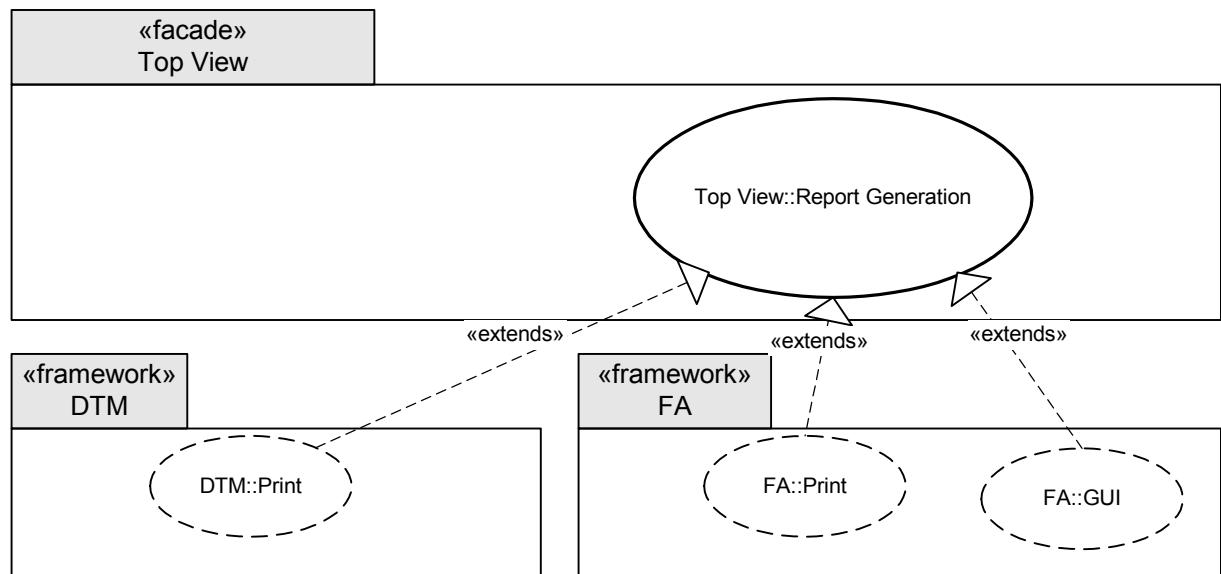 «facade»
Top View
Top View::Report Generation
«extends»
«extends»
«extends»
«framework»
DTM
«framework»
FA
DTM::Print
FA::Print
FA::GUI